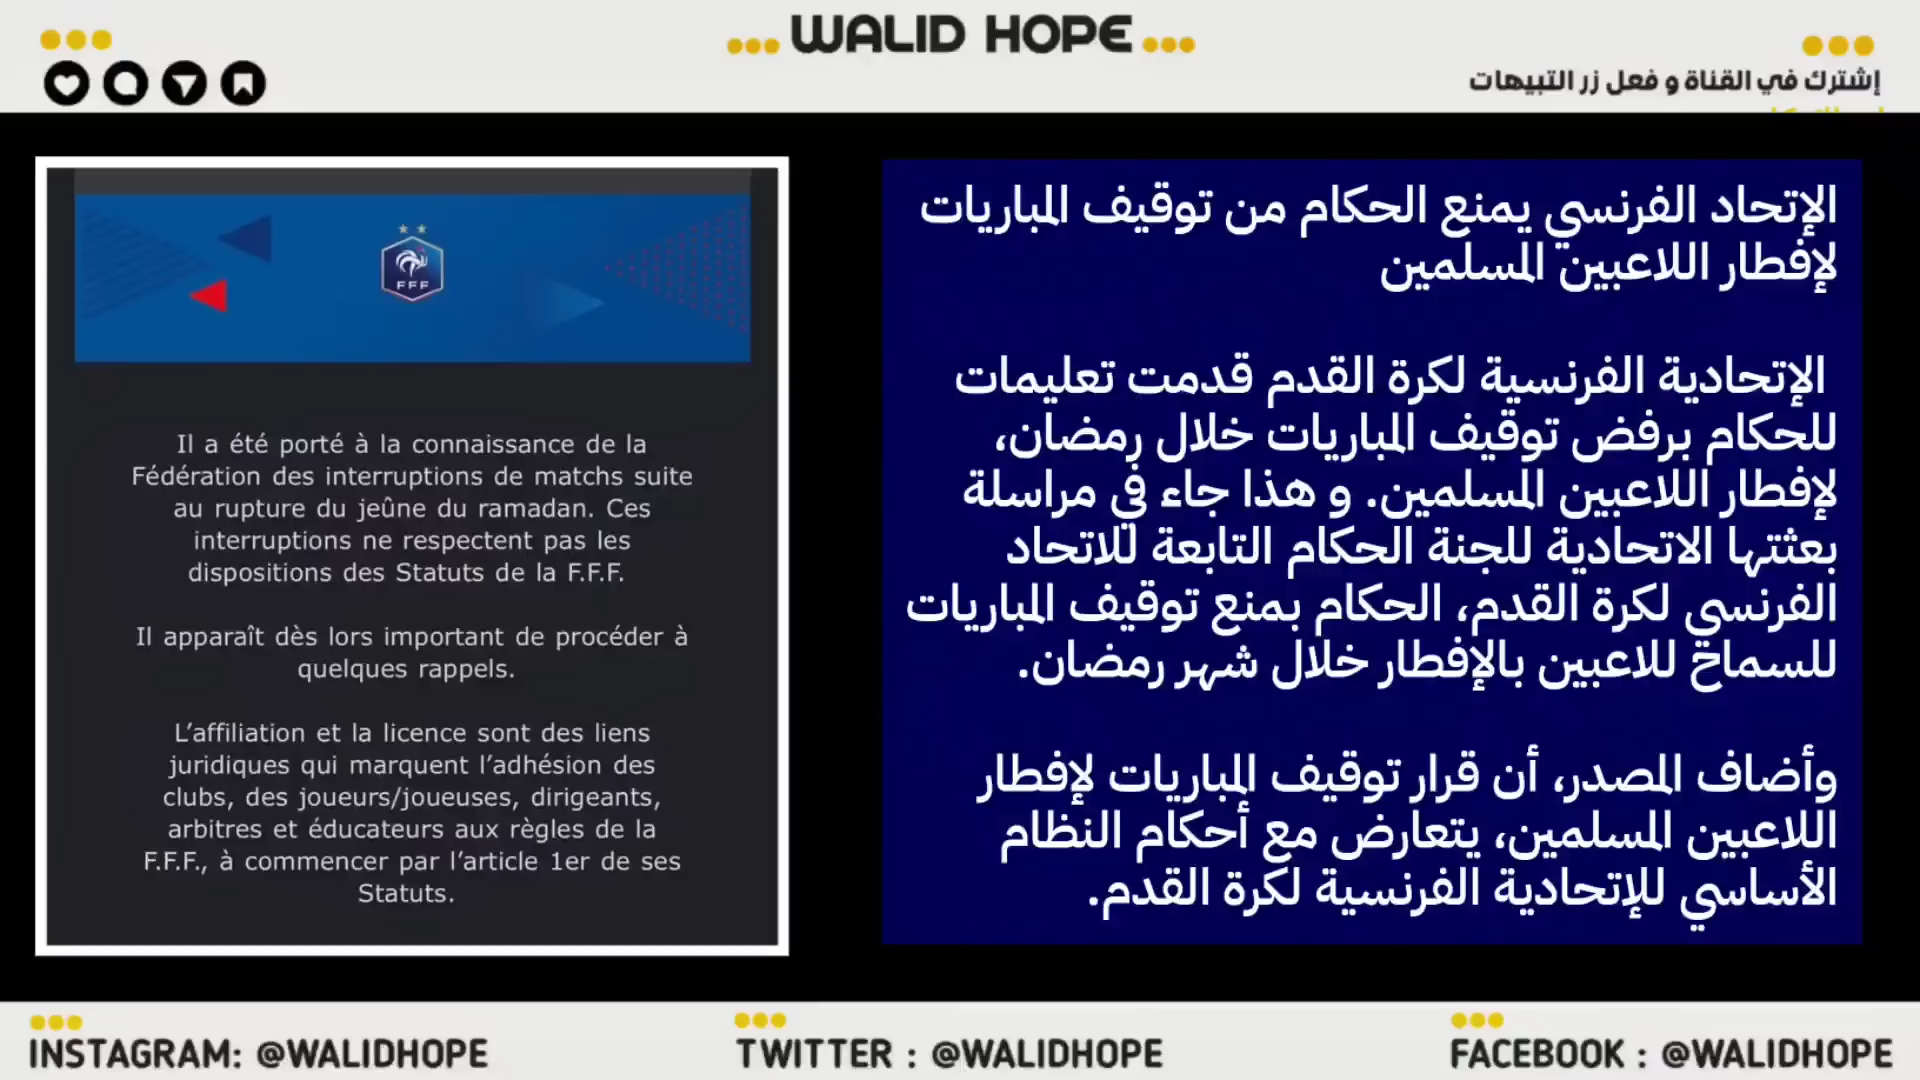 WALID HOPE
إشترك في القناة و فعل زر التبيهات
FFF
Il a été porté à la connaissance de la
Fédération des interruptions de matchs suite
au rupture du jeûne du ramadan. Ces
interruptions ne respectent pas les
dispositions des Statuts de la F.F.F.
Il apparaît dès lors important de procéder à
quelques rappels.
L’affiliation et la licence sont des liens
juridiques qui marquent l’adhésion des
clubs, des joueurs/joueuses, dirigeants,
arbitres et éducateurs aux règles de la
F.F.F., à commencer par l’article 1er de ses
Statuts.
الإتحاد الفرنسي يمنع الحكام من توقيف المباريات
لإفطار اللاعبين المسلمين
الإتحادية الفرنسية لكرة القدم قدمت تعليمات
للحكام برفض توقيف المباريات خلال رمضان،
لإفطار اللاعبين المسلمين. و هذا جاء في مراسلة
بعثتها الاتحادية للجنة الحكام التابعة للاتحاد
الفرنسي لكرة القدم، الحكام بمنع توقيف المباريات
للسماح للاعبين بالإفطار خلال شهر رمضان.
وأضاف المصدر، أن قرار توقيف المباريات لإفطار
اللاعبين المسلمين، يتعارض مع أحكام النظام
الأساسي للإتحادية الفرنسية لكرة القدم.
INSTAGRAM: @WALIDHOPE
TWITTER : @WALIDHOPE
FACEBOOK : @WALIDHOPE